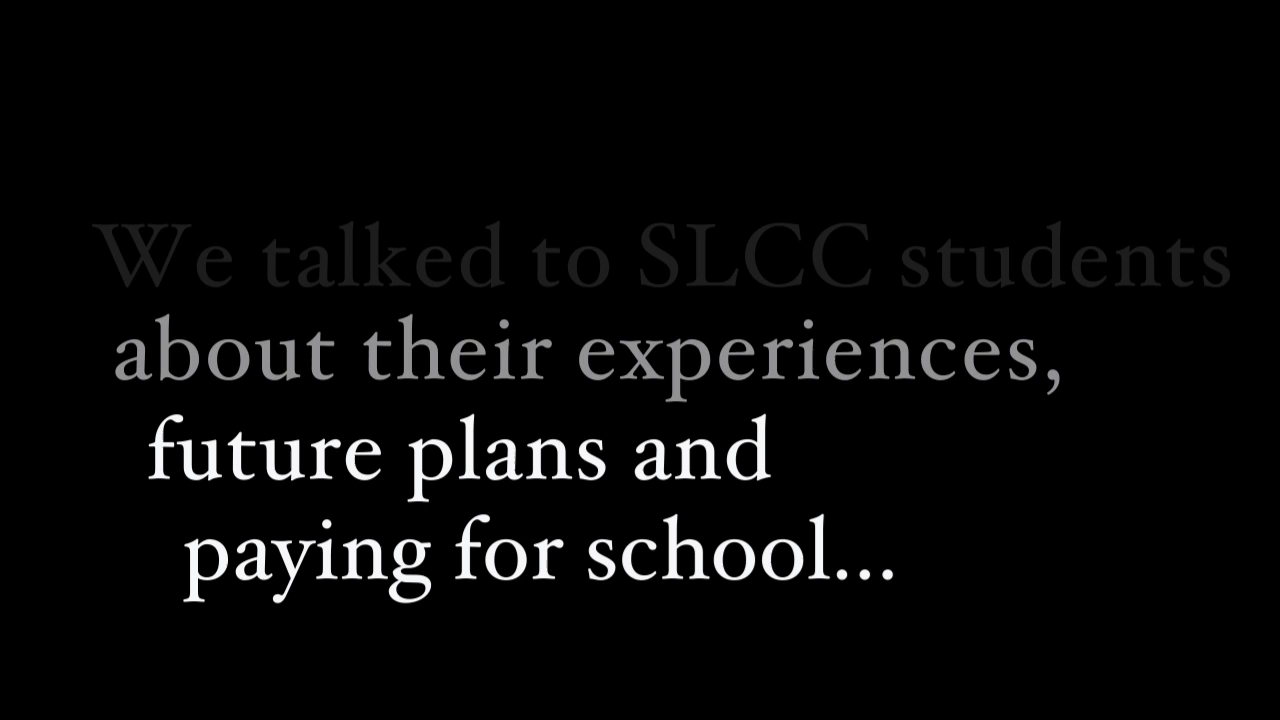 We talked to SLCC students
about their experiences,
future plans and
paying for school...